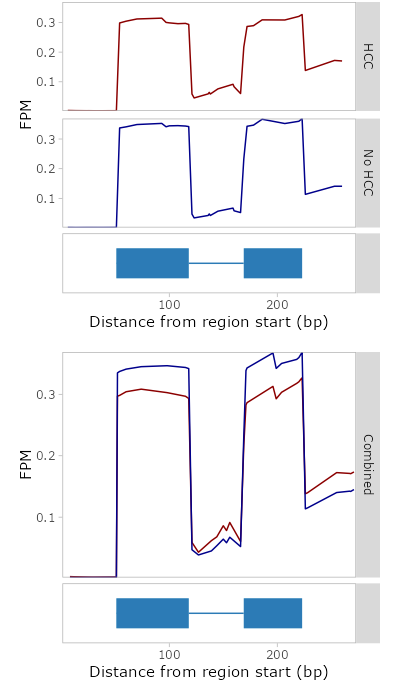 0.3
0.2
0.1
HCC
FPM
0.3
0.2
0.1
No HCC
100 200
Distance from region start (bp)
0.3
0.2
0.1
FPM
Combined
100 200
Distance from region start (bp)